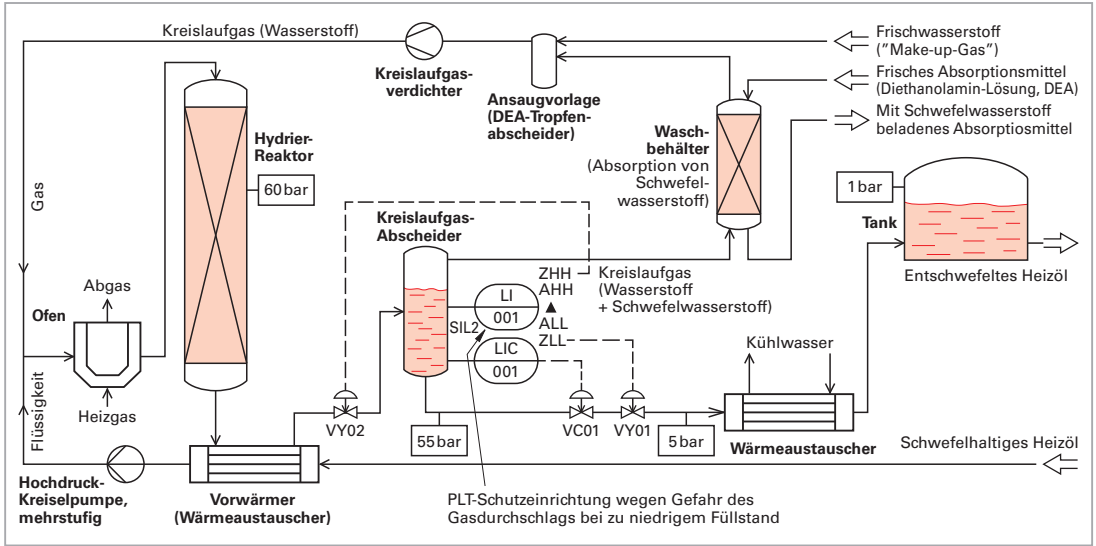 Kreislaufgas (Wasserstoff)
Kreislaufgas-
verdichter
Ansaugvorlage
(DEA-Tropfen-
abscheider)
Frischwasserstoff
("Make-up-Gas")
Frisches Absorptionsmittel
(Diethanolamin-Lösung, DEA)
Mit Schwefelwasserstoff
beladenes Absorptiosmittel
Hydrier-
Reaktor
60 bar
Wasch-
behälter
(Absorption von
Schwefel-
wasserstoff)
1 bar
Tank
Entschwefeltes Heizöl
Gas
Kreislaufgas-
Abscheider
ZHH
AHH
Kreislaufgas
(Wasserstoff
+ Schwefelwasserstoff)
LI
001
SIL2
ALL
ZLL
LIC
001
Abgas
Ofen
Heizgas
Flüssigkeit
VY02
55 bar
VC01
VY01
5 bar
Kühlwasser
Wärmeaustauscher
Schwefelhaltiges Heizöl
Hochdruck-
Kreiselpumpe,
mehrstufig
Vorwärmer
(Wärmeaustauscher)
PLT-Schutzeinrichtung wegen Gefahr des
Gasdurchschlags bei zu niedrigem Füllstand